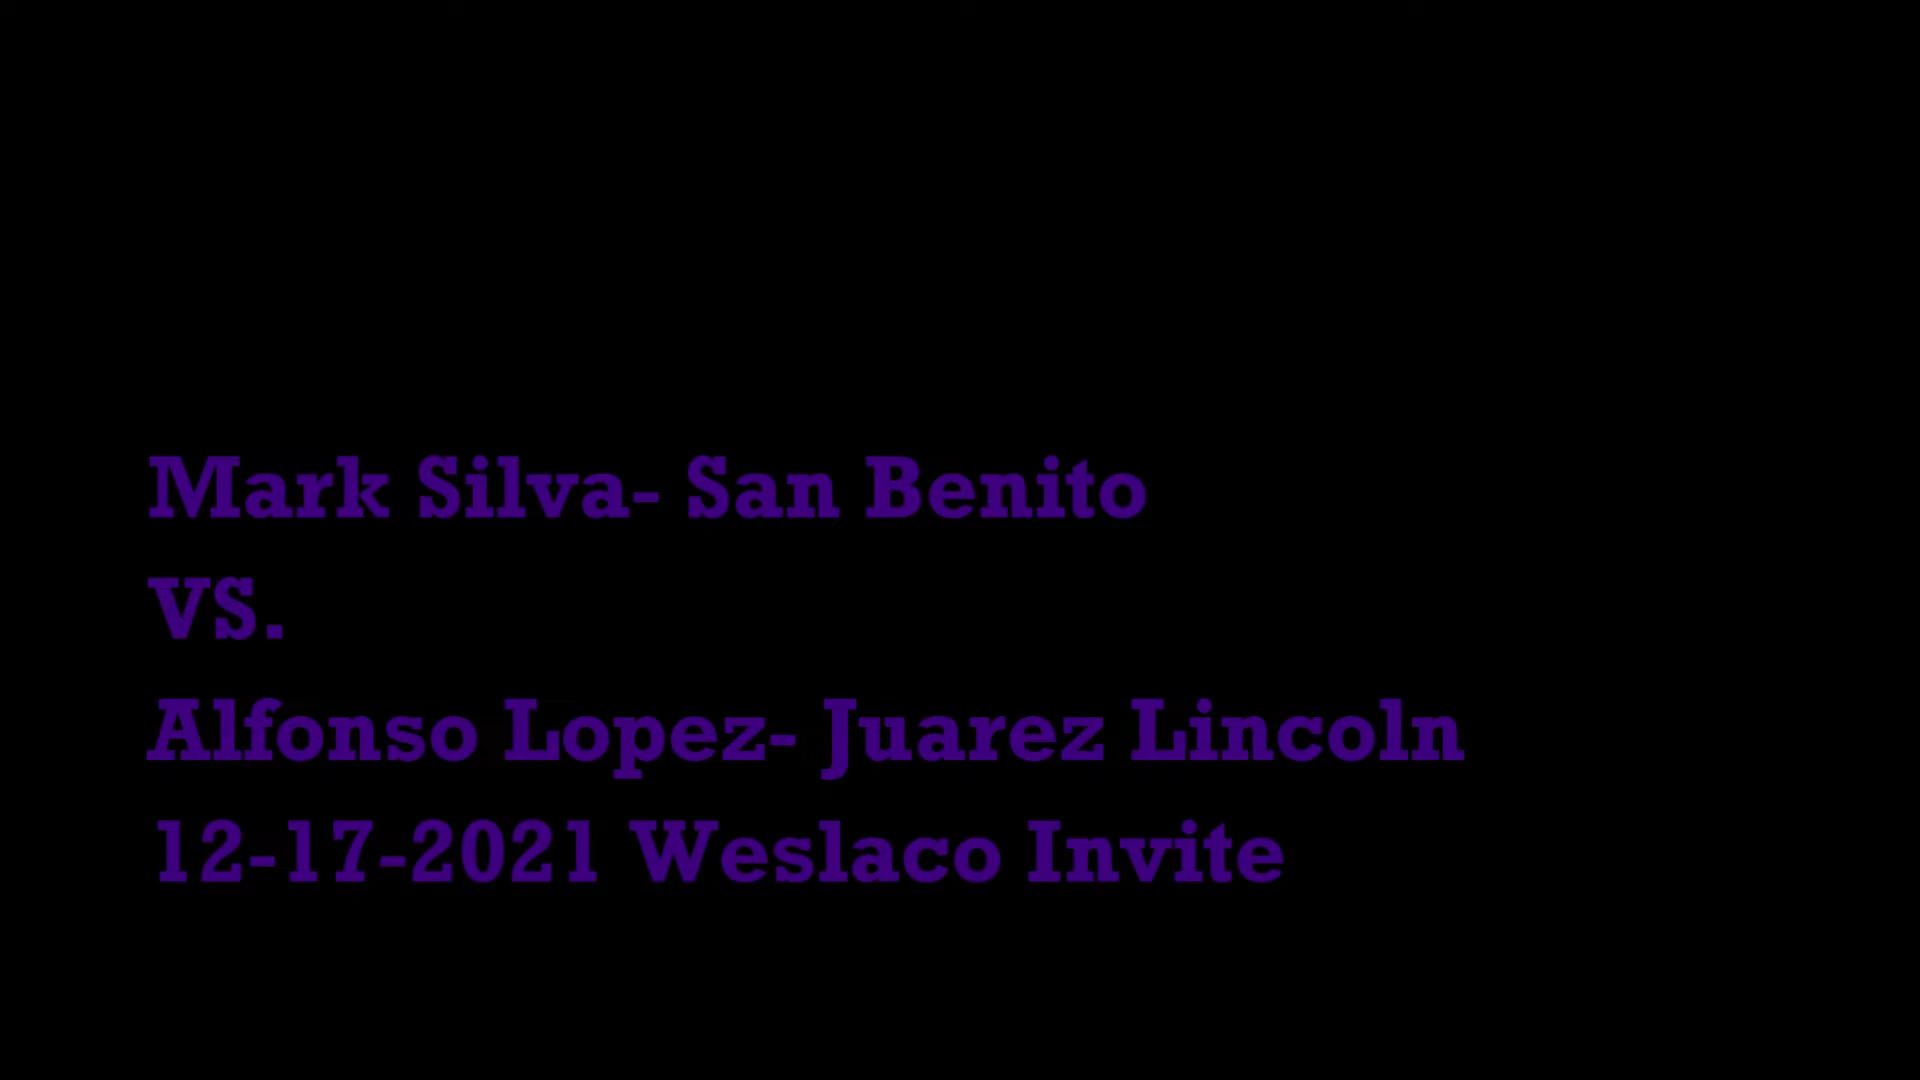 Mark Silva- San Benito
VS.
Alfonso Lopez- Juarez Lincoln
12-17-2021 Weslaco Invite